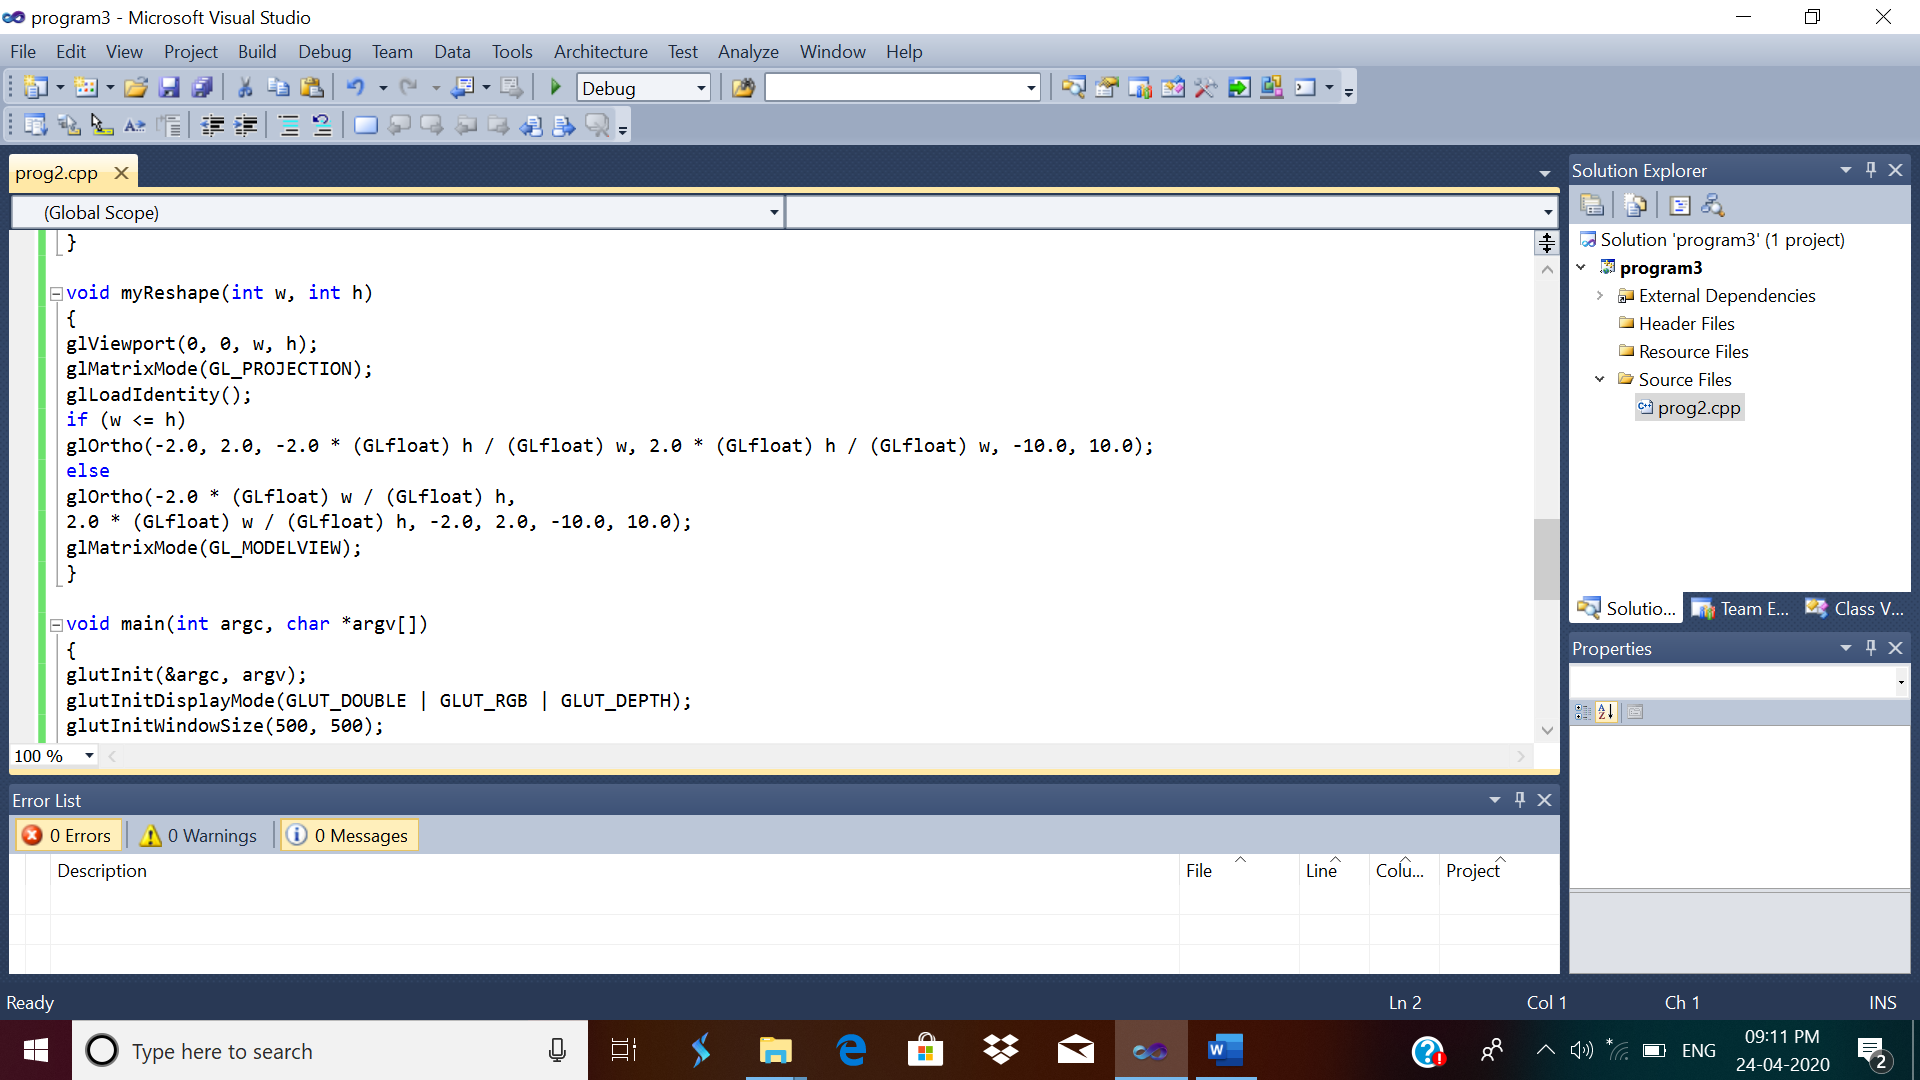 program3 - Microsoft Visual Studio
File Edit View Project Build Debug Team Data Tools Architecture Test Analyze Window Help
Debug
prog2.cpp
(Global Scope)
}
void myReshape(int w, int h)
{
glViewport(0, 0, w, h);
glMatrixMode(GL_PROJECTION);
glLoadIdentity();
if (w <= h)
glOrtho(-2.0, 2.0, -2.0 * (GLfloat) h / (GLfloat) w, 2.0 * (GLfloat) h / (GLfloat) w, -10.0, 10.0);
else
glOrtho(-2.0 * (GLfloat) w / (GLfloat) h,
2.0 * (GLfloat) w / (GLfloat) h, -2.0, 2.0, -10.0, 10.0);
glMatrixMode(GL_MODELVIEW);
}
void main(int argc, char *argv[])
{
glutInit(&argc, argv);
glutInitDisplayMode(GLUT_DOUBLE | GLUT_RGB | GLUT_DEPTH);
glutInitWindowSize(500, 500);
100 %
Solution Explorer
Solution 'program3' (1 project)
program3
External Dependencies
Header Files
Resource Files
Source Files
prog2.cpp
Solutio... Team E... Class V...
Properties
Error List
0 Errors 0 Warnings 0 Messages
Description File Line Colu... Project
Ready Ln 2 Col 1 Ch 1 INS
Type here to search
ENG
09:11 PM
24-04-2020
2